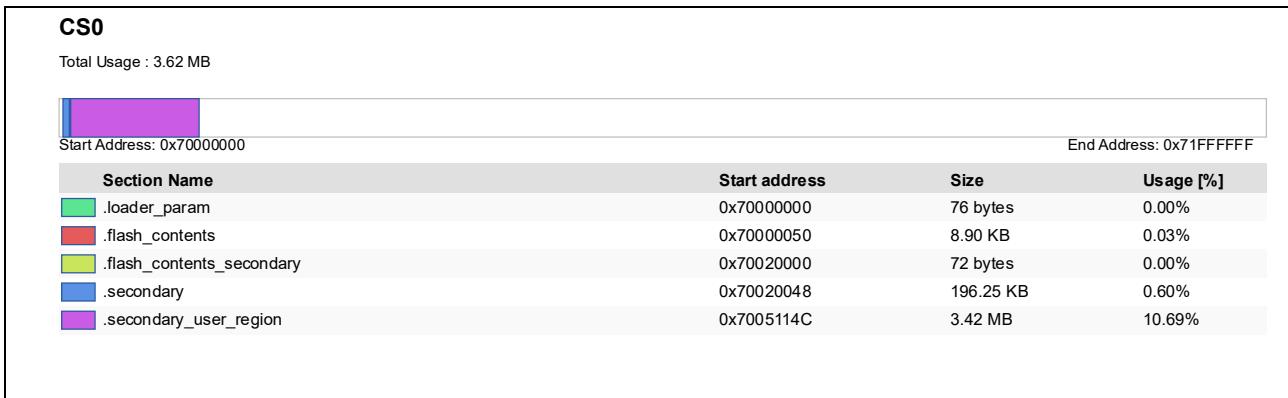 CS0
Total Usage : 3.62 MB
Start Address: 0x70000000 End Address: 0x71FFFFFF
Section Name Start address Size Usage [%]
.loader_param 0x70000000 76 bytes 0.00%
.flash_contents 0x70000050 8.90 KB 0.03%
.flash_contents_secondary 0x70020000 72 bytes 0.00%
.secondary 0x70020048 196.25 KB 0.60%
.secondary_user_region 0x7005114C 3.42 MB 10.69%